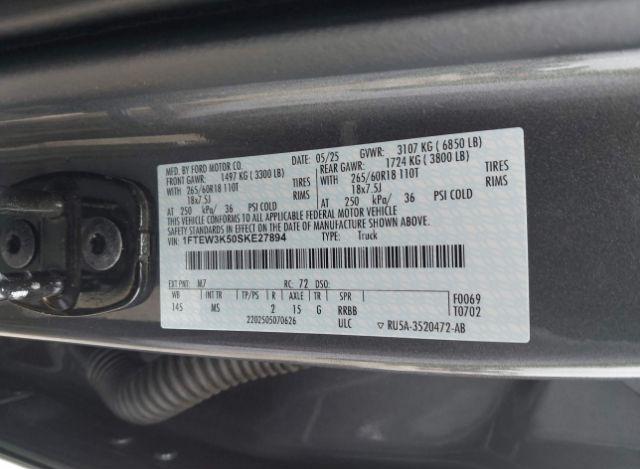 MFD. BY FORD MOTOR CO. DATE: 05/25 GVWR: 3107 KG ( 6850 LB)
FRONT GAWR: 1497 KG ( 3300 LB) REAR GAWR: 1724 KG ( 3800 LB)
WITH 265/60R18 110T TIRES WITH 265/60R18 110T TIRES
18x7.5J 18x7.5J
AT 250 kPa/ 36 PSI COLD AT 250 kPa/ 36 PSI COLD
THIS VEHICLE CONFORMS TO ALL APPLICABLE FEDERAL MOTOR VEHICLE
SAFETY STANDARDS IN EFFECT ON THE DATE OF MANUFACTURE SHOWN ABOVE.
VIN: 1FTEW3K50SKE27894 TYPE: Truck
EXT PNT: M7 RC: 72 DSO:
WB INT TR TP/PS R AXLE TR SPR F0069
145 MS 2 15 G RRBB T0702
2202505070626 ULC ▽ RU5A-3520472-AB